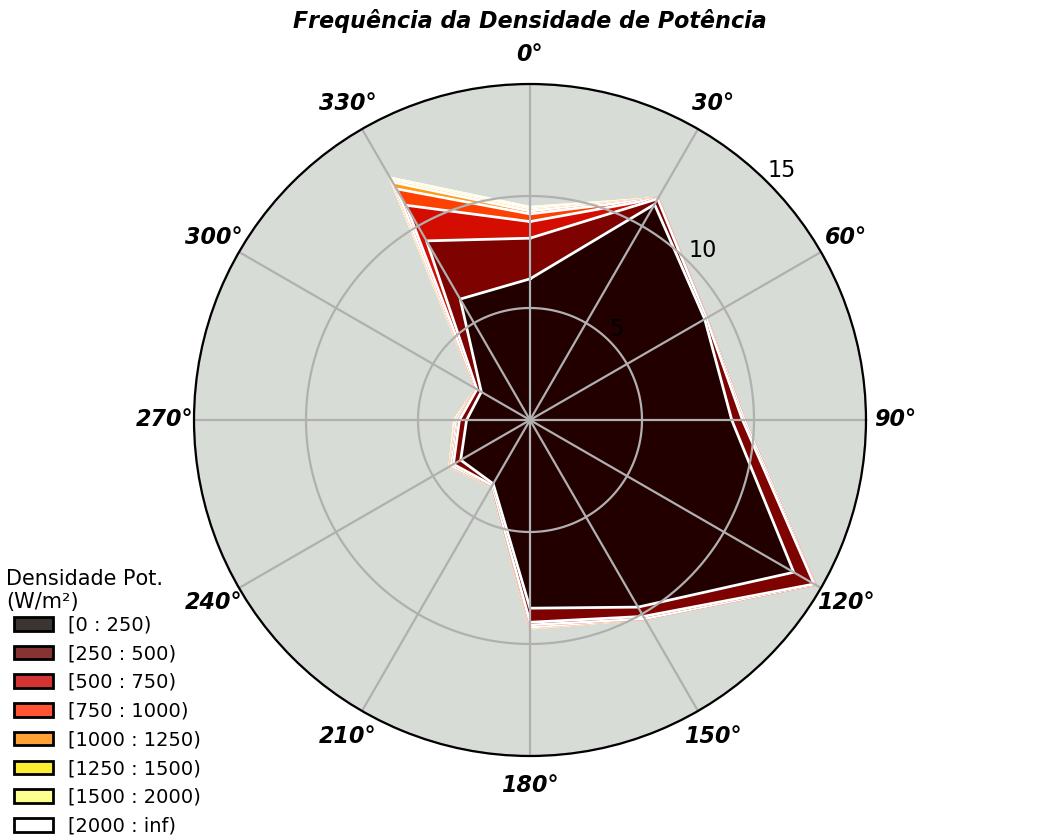 Frequência da Densidade de Potência
0°
330°
30°
15
300°
60°
10
5
270°
90°
240°
120°
210°
150°
180°
Densidade Pot.
(W/m²)
[0 : 250)
[250 : 500)
[500 : 750)
[750 : 1000)
[1000 : 1250)
[1250 : 1500)
[1500 : 2000)
[2000 : inf)